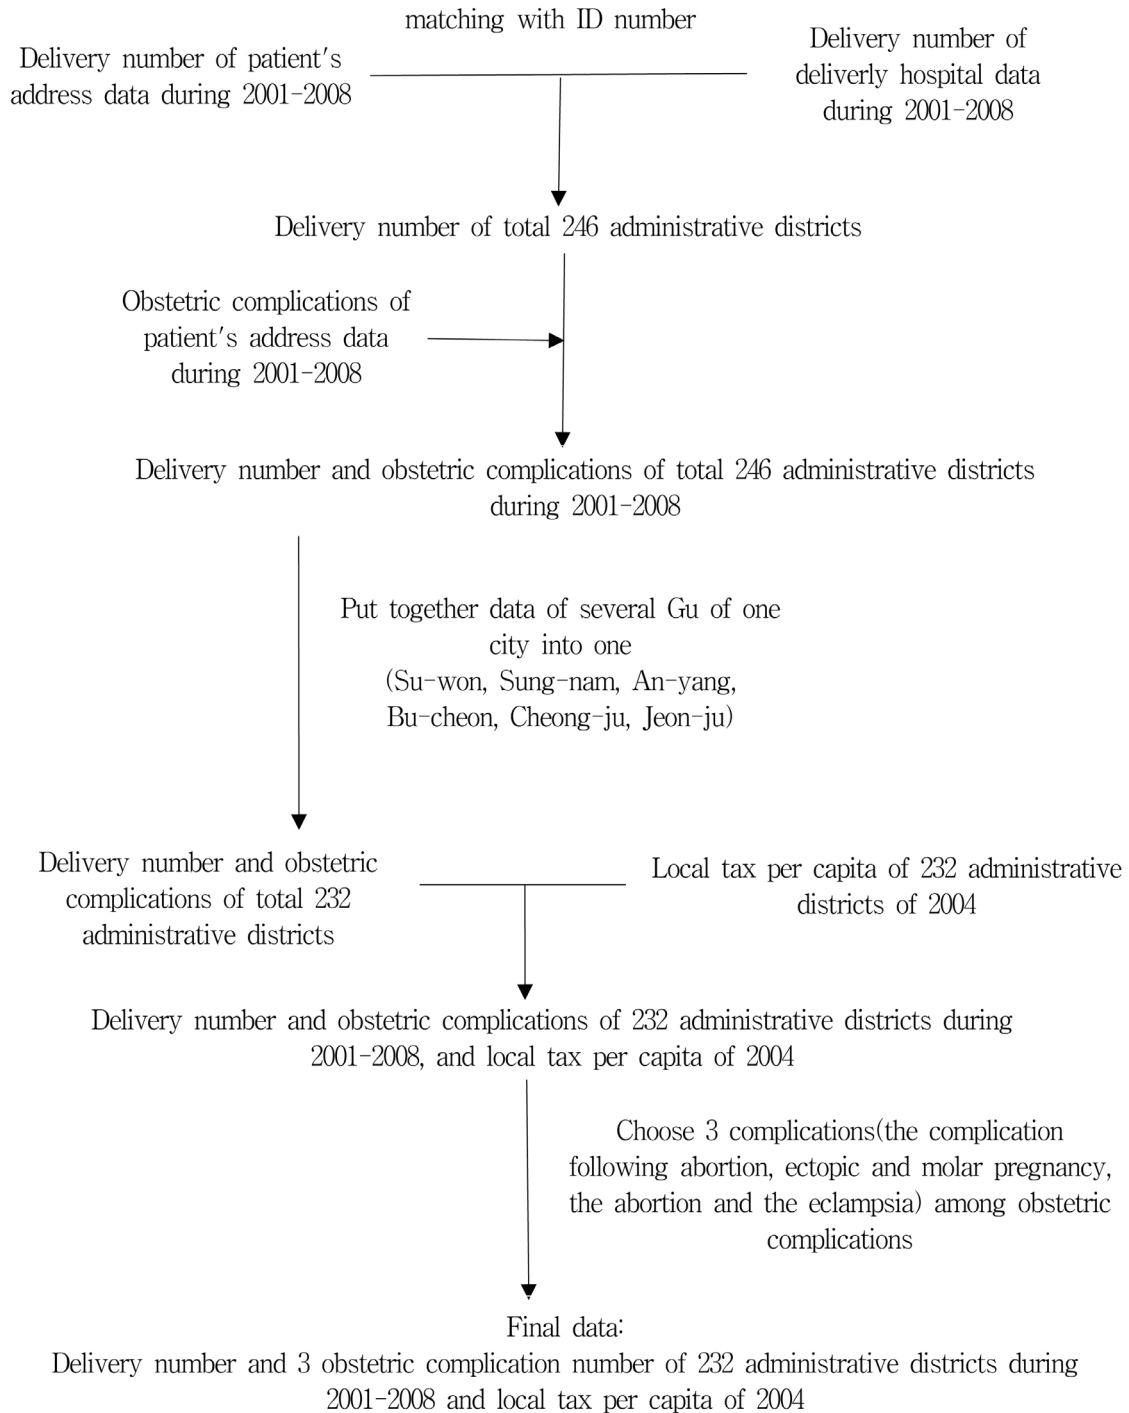 matching with ID number
Delivery number of patient's
address data during 2001-2008
Delivery number of
deliverly hospital data
during 2001-2008
Delivery number of total 246 administrative districts
Obstetric complications of
patient's address data
during 2001-2008
Delivery number and obstetric complications of total 246 administrative districts
during 2001-2008
Put together data of several Gu of one
city into one
(Su-won, Sung-nam, An-yang,
Bu-cheon, Cheong-ju, Jeon-ju)
Delivery number and obstetric
complications of total 232
administrative districts
Local tax per capita of 232 administrative
districts of 2004
Delivery number and obstetric complications of 232 administrative districts during
2001-2008, and local tax per capita of 2004
Choose 3 complications(the complication
following abortion, ectopic and molar pregnancy,
the abortion and the eclampsia) among obstetric
complications
Final data:
Delivery number and 3 obstetric complication number of 232 administrative districts during
2001-2008 and local tax per capita of 2004